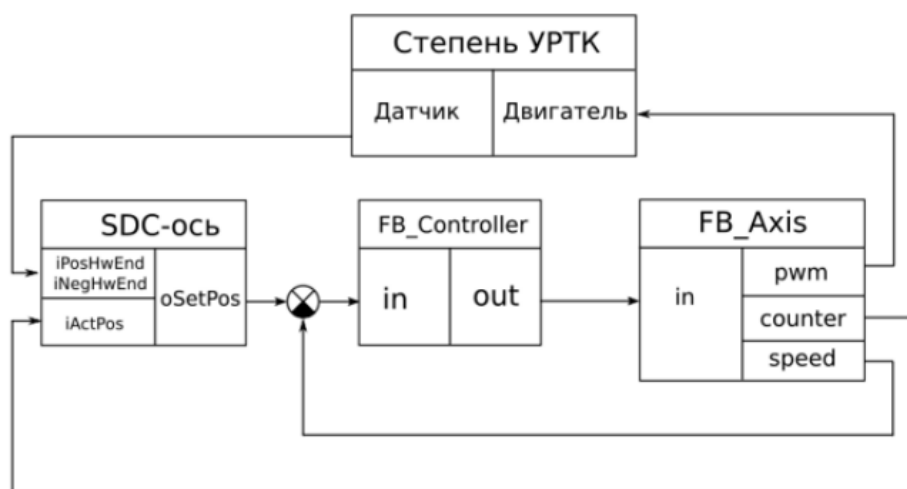 Степень УРТК
Датчик
Двигатель
SDC-ось
iPosHwEnd
iNegHwEnd
oSetPos
iActPos
FB_Controller
in
out
FB_Axis
in
pwm
counter
speed